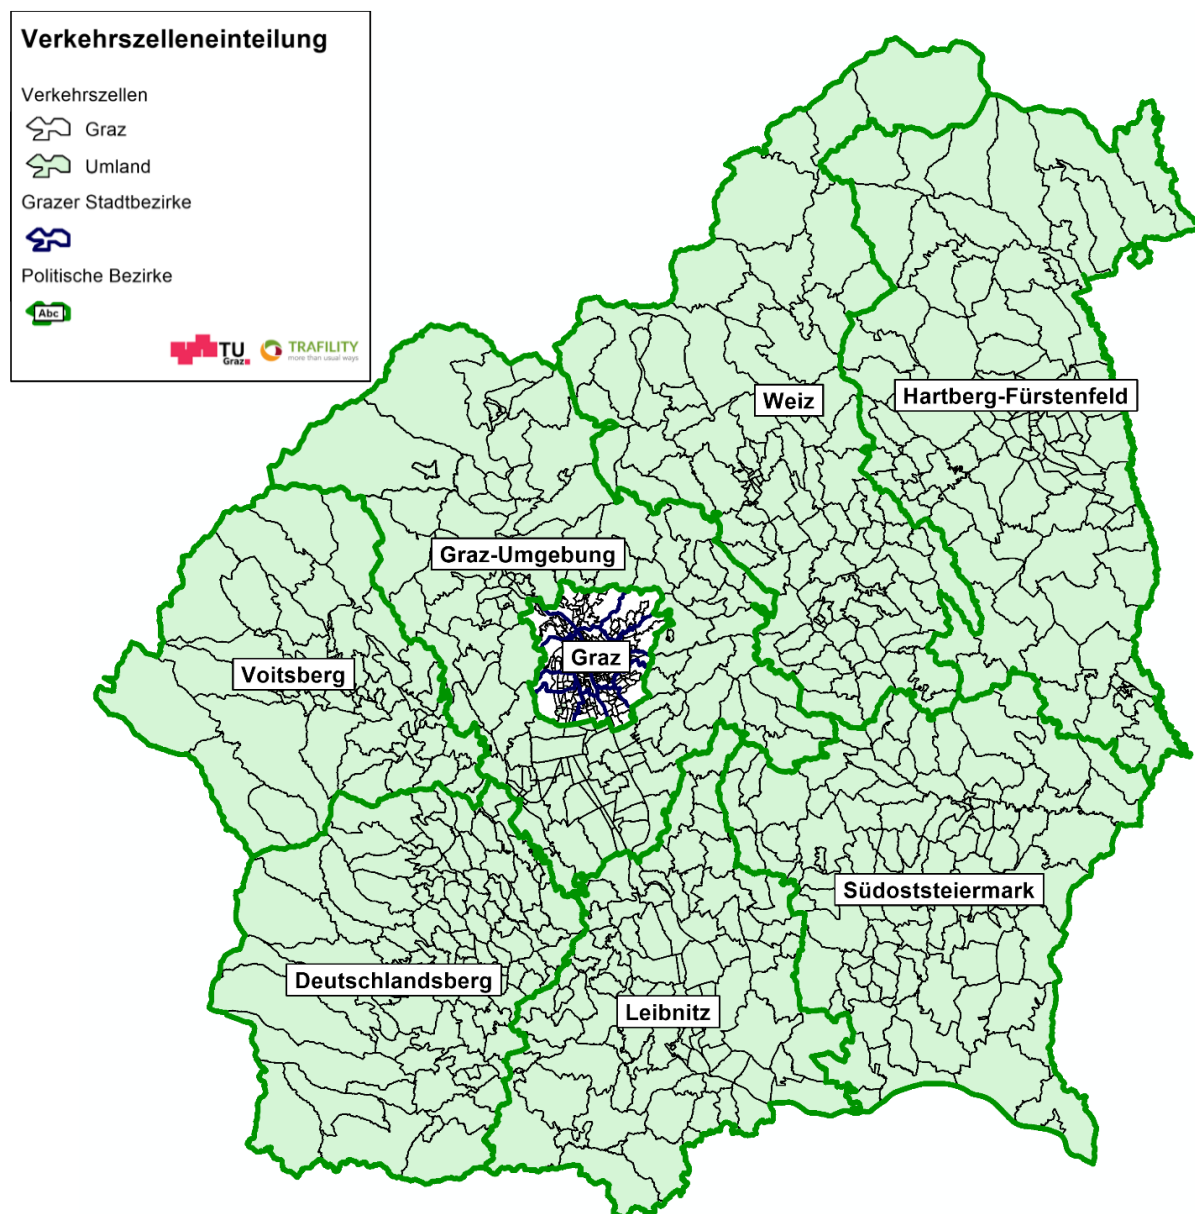 Verkehrszelleneinteilung
Verkehrszellen
Graz
Umland
Grazer Stadtbezirke
Politische Bezirke
Abc
TU
Graz
TRAFILITY
more than usual ways
Weiz
Hartberg-Fürstenfeld
Graz-Umgebung
Graz
Voitsberg
Südoststeiermark
Deutschlandsberg
Leibnitz